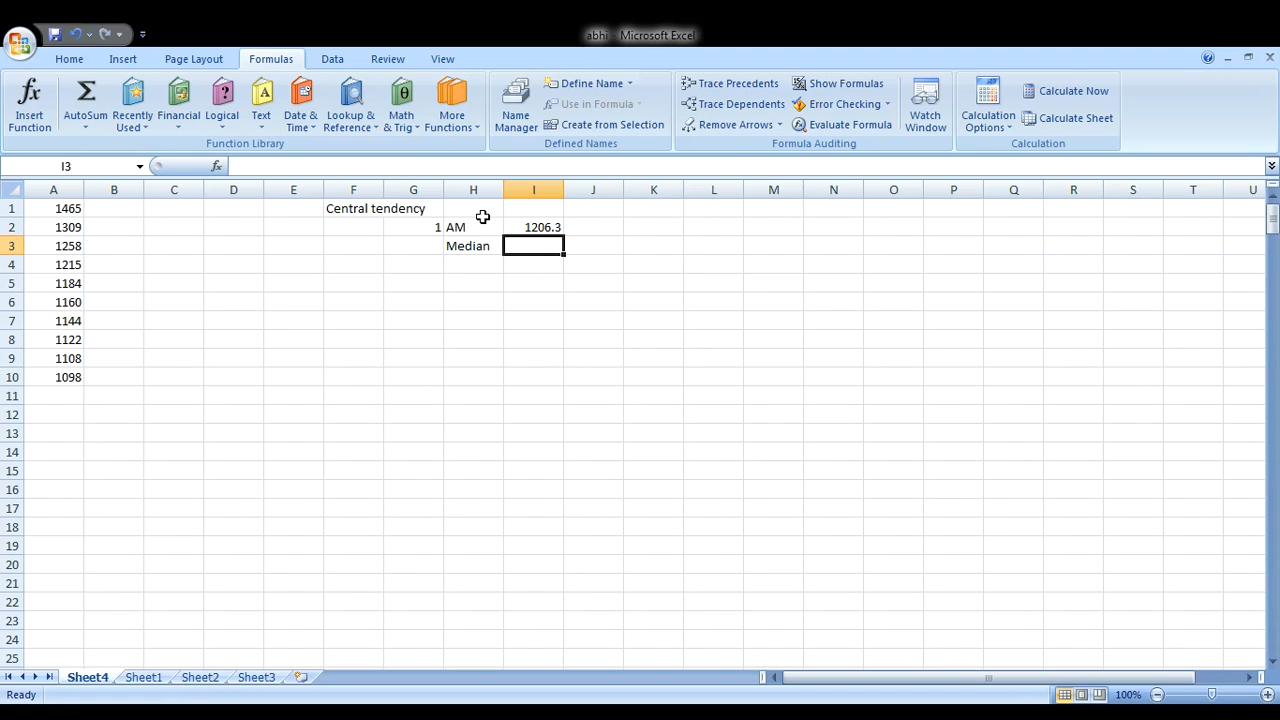 abhi - Microsoft Excel
Home Insert Page Layout Formulas Data Review View
fx Σ ? A θ
Insert Function
AutoSum
Recently Used
Financial
Logical
Text
Date & Time
Lookup & Reference
Math & Trig
More Functions
Function Library
Name Manager
Define Name
Use in Formula
Create from Selection
Defined Names
Trace Precedents
Trace Dependents
Remove Arrows
Show Formulas
Error Checking
Evaluate Formula
Formula Auditing
Watch Window
Calculation Options
Calculate Now
Calculate Sheet
Calculation
I3 fx
A B C D E F G H I J K L M N O P Q R S T U
1 1465 Central tendency
2 1309 1 AM 1206.3
3 1258 Median
4 1215
5 1184
6 1160
7 1144
8 1122
9 1108
10 1098
11
12
13
14
15
16
17
18
19
20
21
22
23
24
25
Sheet4 Sheet1 Sheet2 Sheet3
Ready 100%